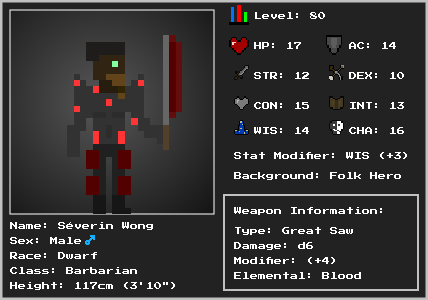 Level: 80
HP: 17 AC: 14
STR: 12 DEX: 10
CON: 15 INT: 13
WIS: 14 CHA: 16
Stat Modifier: WIS (+3)
Background: Folk Hero
Name: Séverin Wong
Sex: Male♂
Race: Dwarf
Class: Barbarian
Height: 117cm (3'10")
Weapon Information:
Type: Great Saw
Damage: d6
Modifier: (+4)
Elemental: Blood